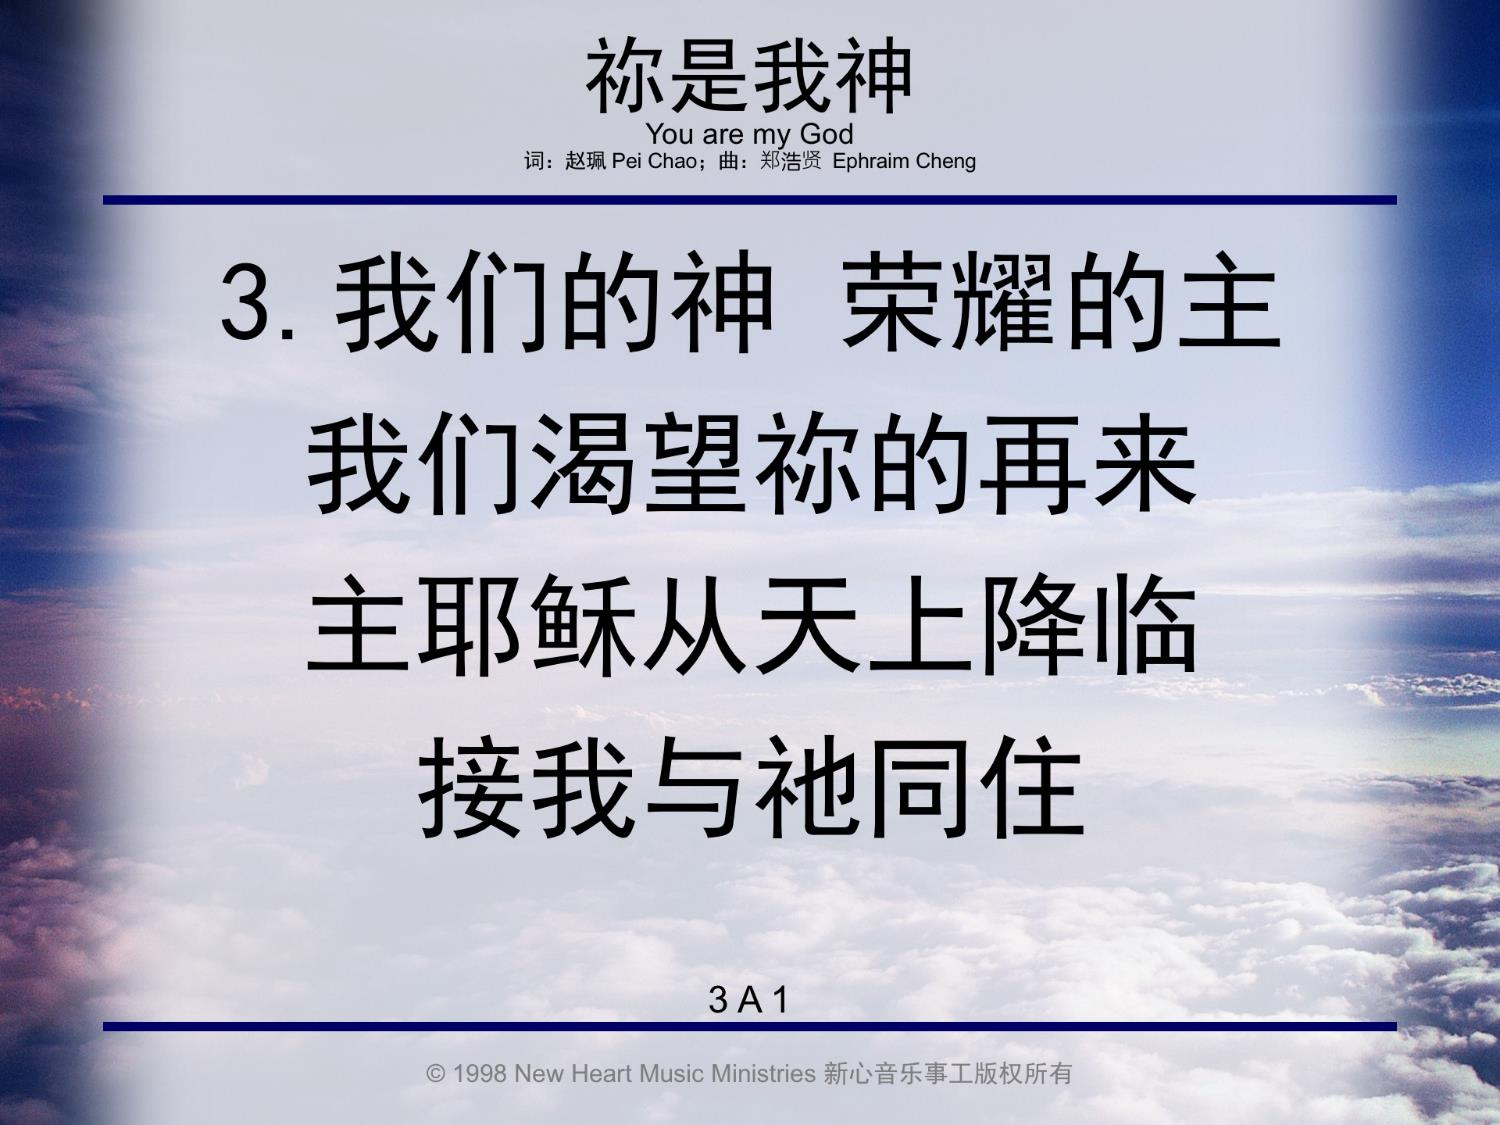 祢是我神
You are my God
词：赵珮 Pei Chao；曲：郑浩贤 Ephraim Cheng
3. 我们的神 荣耀的主
我们渴望祢的再来
主耶稣从天上降临
接我与祂同住
3 A 1
© 1998 New Heart Music Ministries 新心音乐事工版权所有